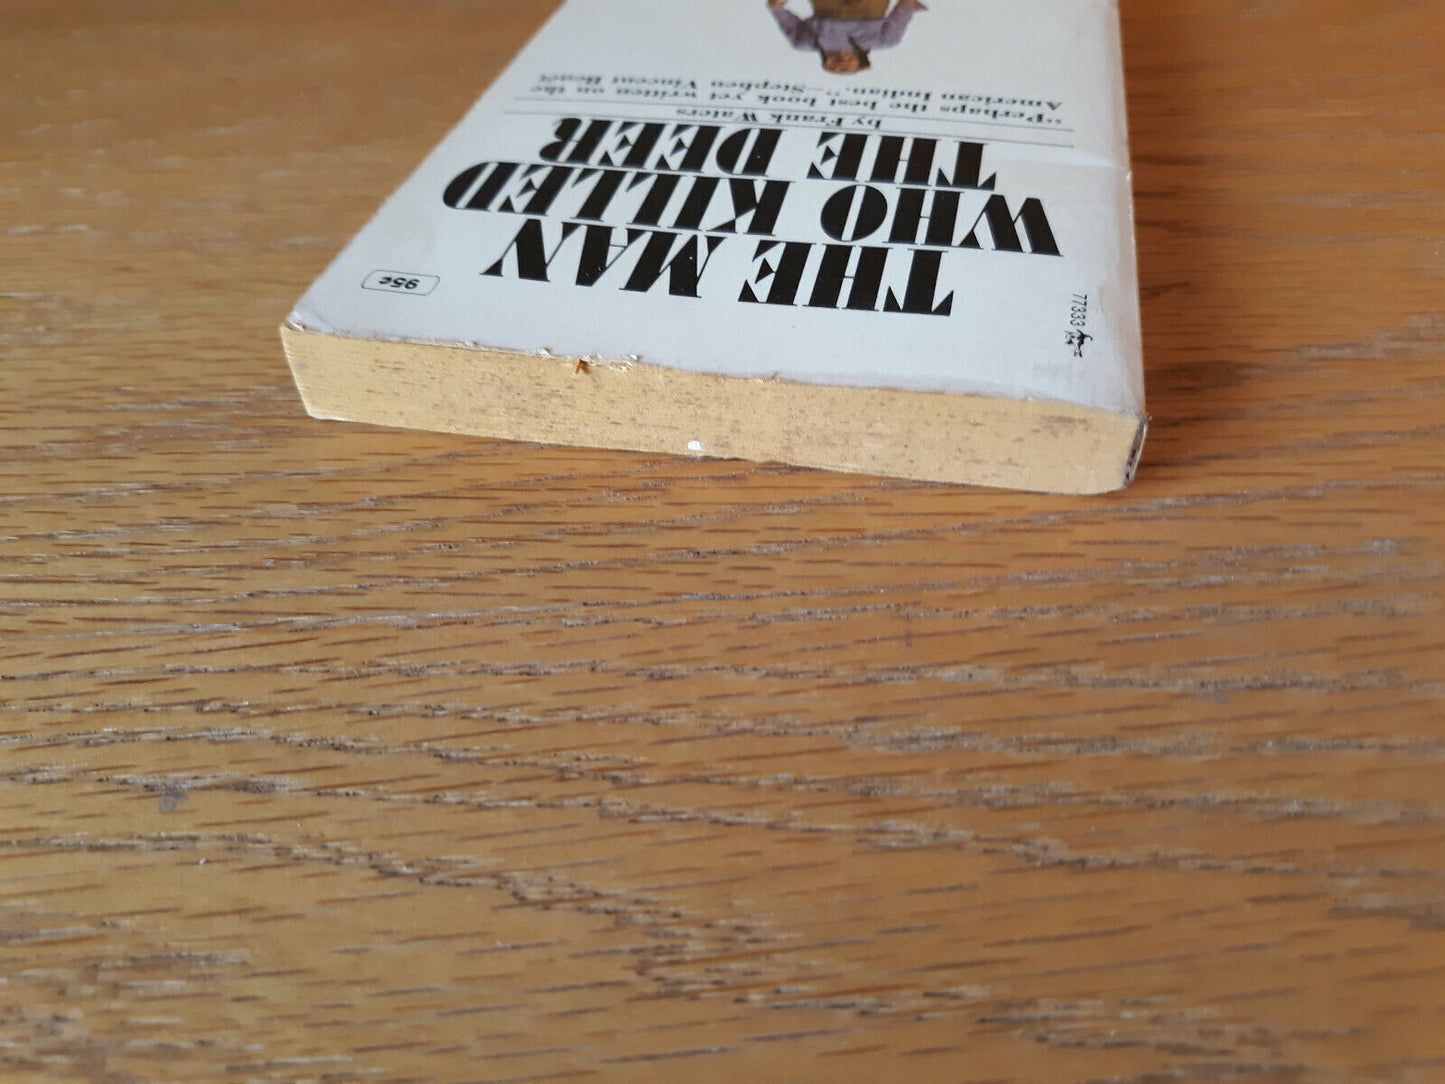 77333
95¢
THE MAN
WHO KILLED
THE DEER
by Frank Waters
"Perhaps the best book yet written on the
American Indian."—Stephen Vincent Benét